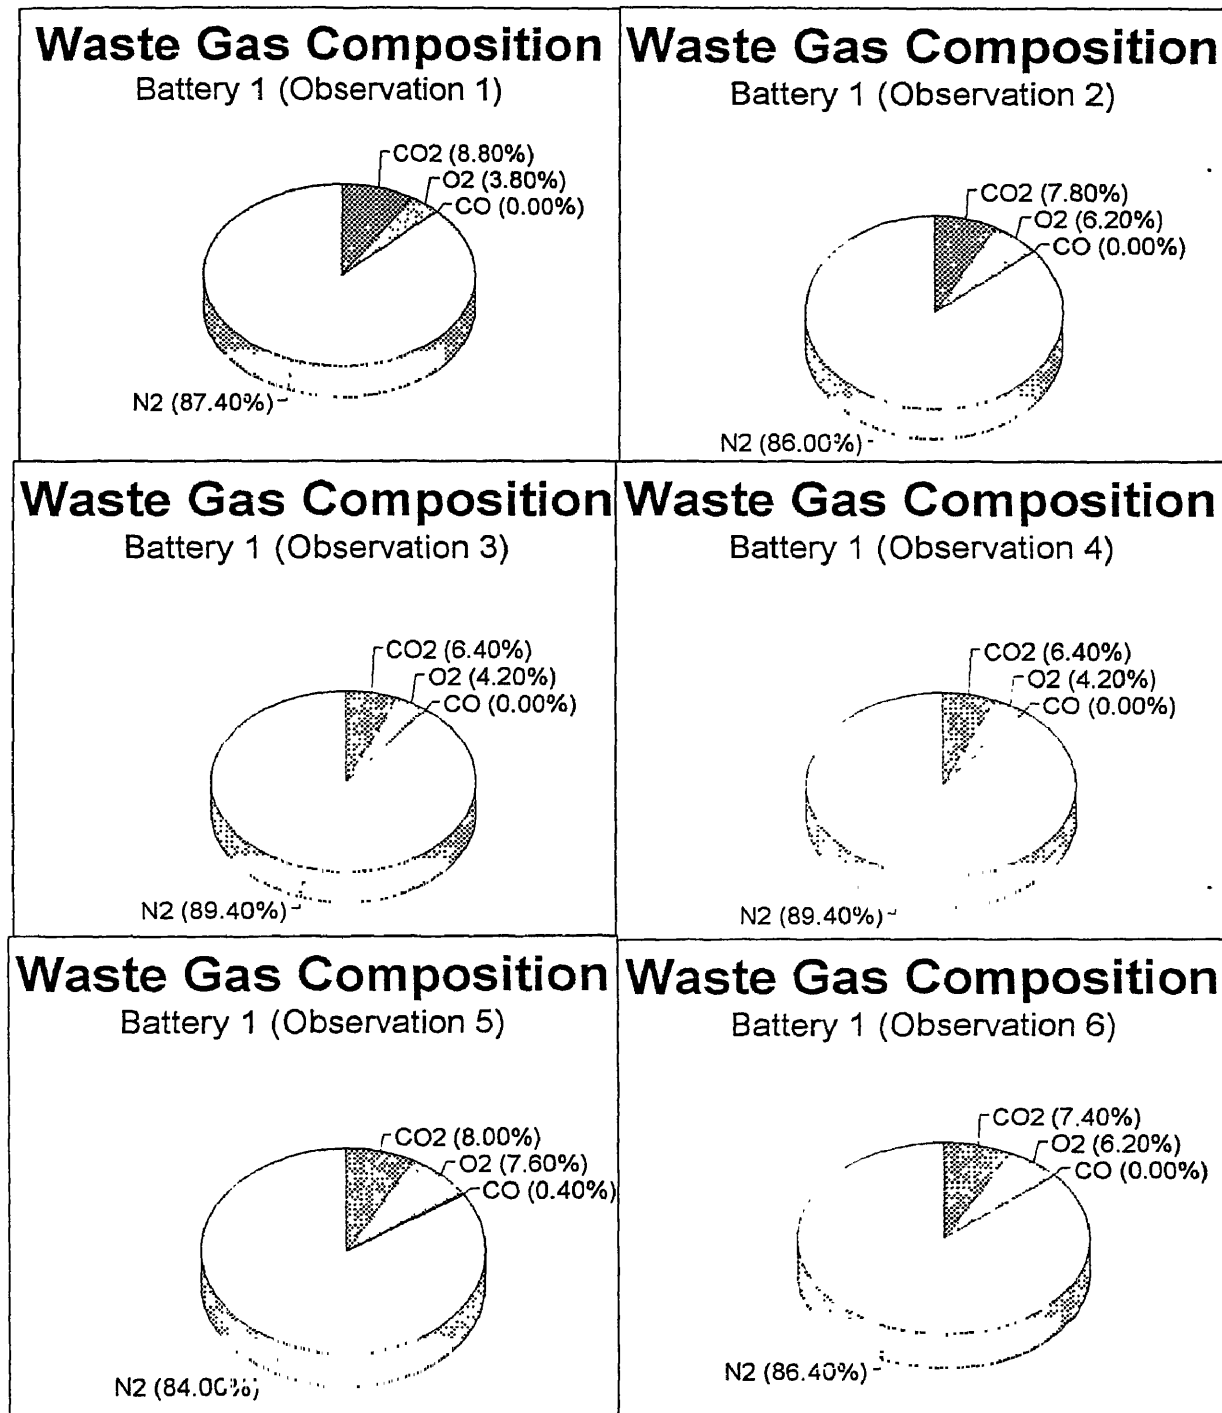 Waste Gas Composition
Battery 1 (Observation 1)
CO2 (8.80%)
O2 (3.80%)
CO (0.00%)
N2 (87.40%)
Waste Gas Composition
Battery 1 (Observation 2)
CO2 (7.80%)
O2 (6.20%)
CO (0.00%)
N2 (86.00%)
Waste Gas Composition
Battery 1 (Observation 3)
CO2 (6.40%)
O2 (4.20%)
CO (0.00%)
N2 (89.40%)
Waste Gas Composition
Battery 1 (Observation 4)
CO2 (6.40%)
O2 (4.20%)
CO (0.00%)
N2 (89.40%)
Waste Gas Composition
Battery 1 (Observation 5)
CO2 (8.00%)
O2 (7.60%)
CO (0.40%)
N2 (84.00%)
Waste Gas Composition
Battery 1 (Observation 6)
CO2 (7.40%)
O2 (6.20%)
CO (0.00%)
N2 (86.40%)